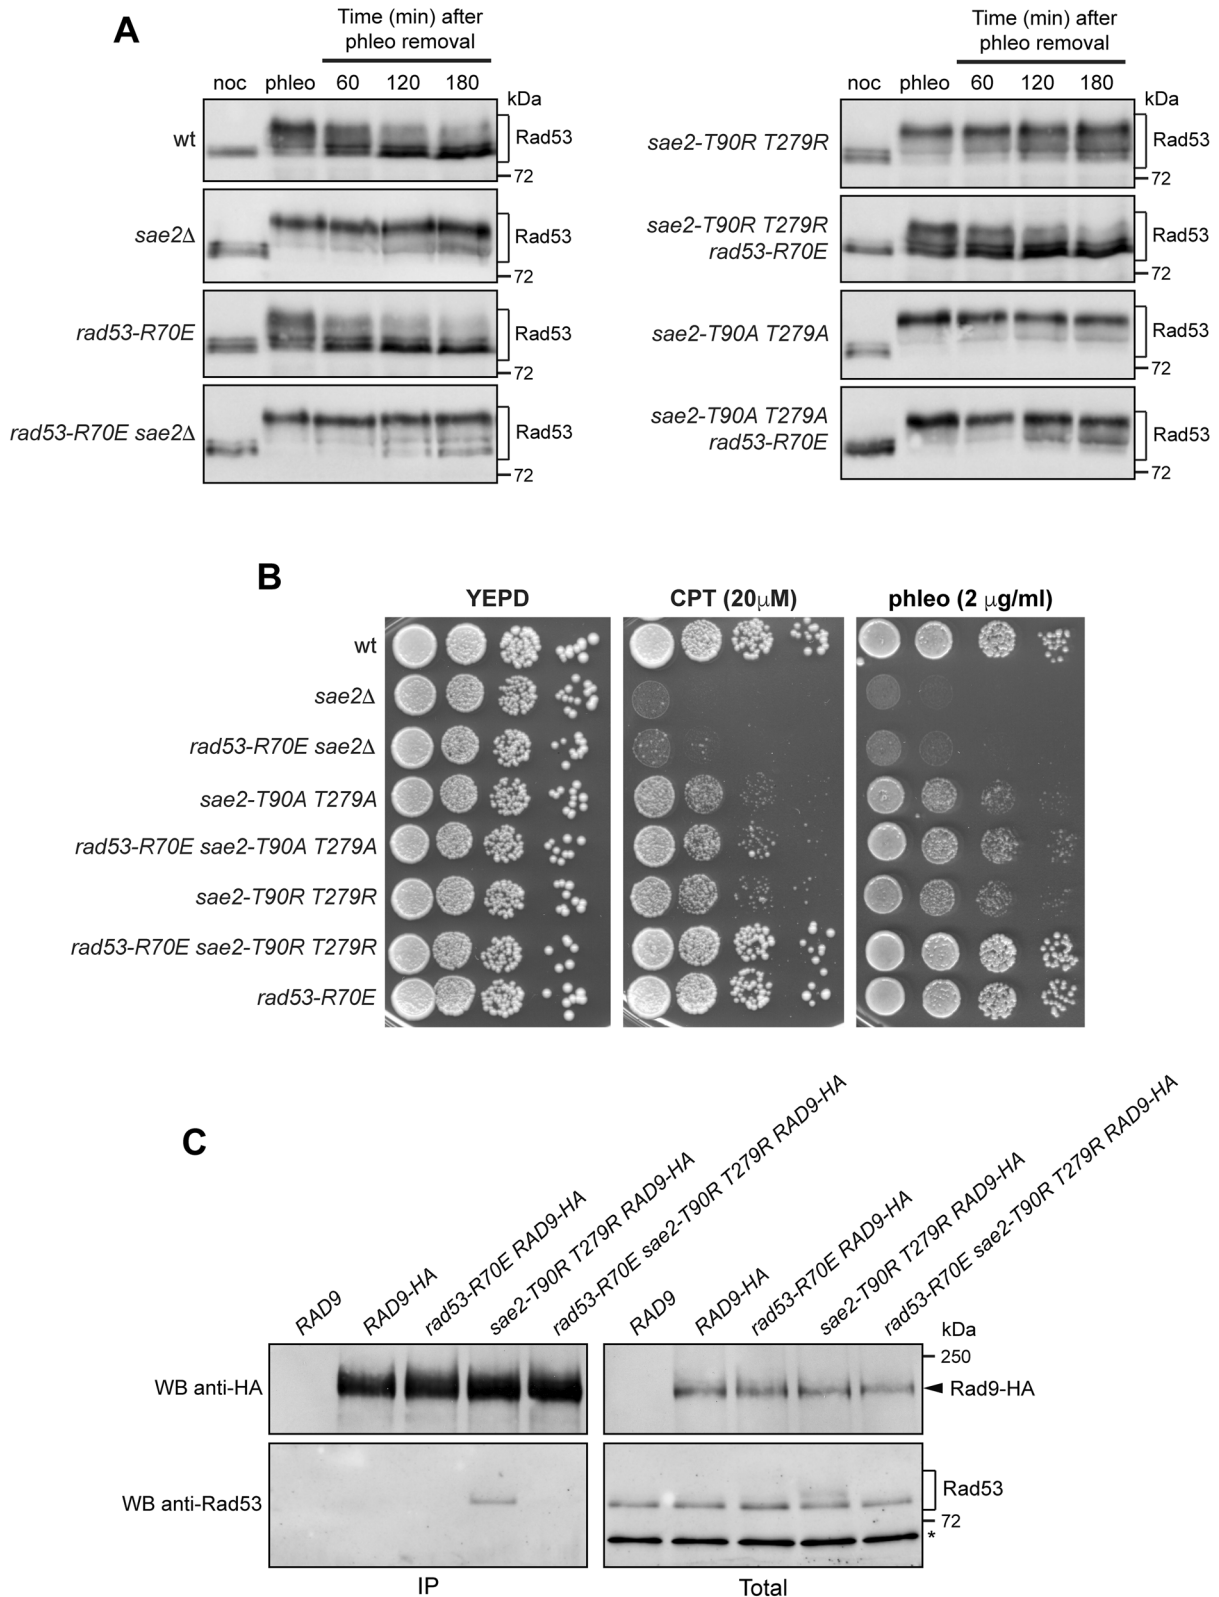 A
Time (min) after
phleo removal
noc phleo 60 120 180
kDa
wt
Rad53
72
sae2Δ
Rad53
72
rad53-R70E
Rad53
72
rad53-R70E sae2Δ
Rad53
72
Time (min) after
phleo removal
noc phleo 60 120 180
kDa
sae2-T90R T279R
Rad53
72
sae2-T90R T279R
rad53-R70E
Rad53
72
sae2-T90A T279A
Rad53
72
sae2-T90A T279A
rad53-R70E
Rad53
72
B
YEPD CPT (20μM) phleo (2 μg/ml)
wt
sae2Δ
rad53-R70E sae2Δ
sae2-T90A T279A
rad53-R70E sae2-T90A T279A
sae2-T90R T279R
rad53-R70E sae2-T90R T279R
rad53-R70E
C
RAD9
RAD9-HA
rad53-R70E RAD9-HA
sae2-T90R T279R RAD9-HA
rad53-R70E sae2-T90R T279R RAD9-HA
RAD9
RAD9-HA
rad53-R70E RAD9-HA
sae2-T90R T279R RAD9-HA
rad53-R70E sae2-T90R T279R RAD9-HA
kDa
250
WB anti-HA
Rad9-HA
WB anti-Rad53
Rad53
72
*
IP Total